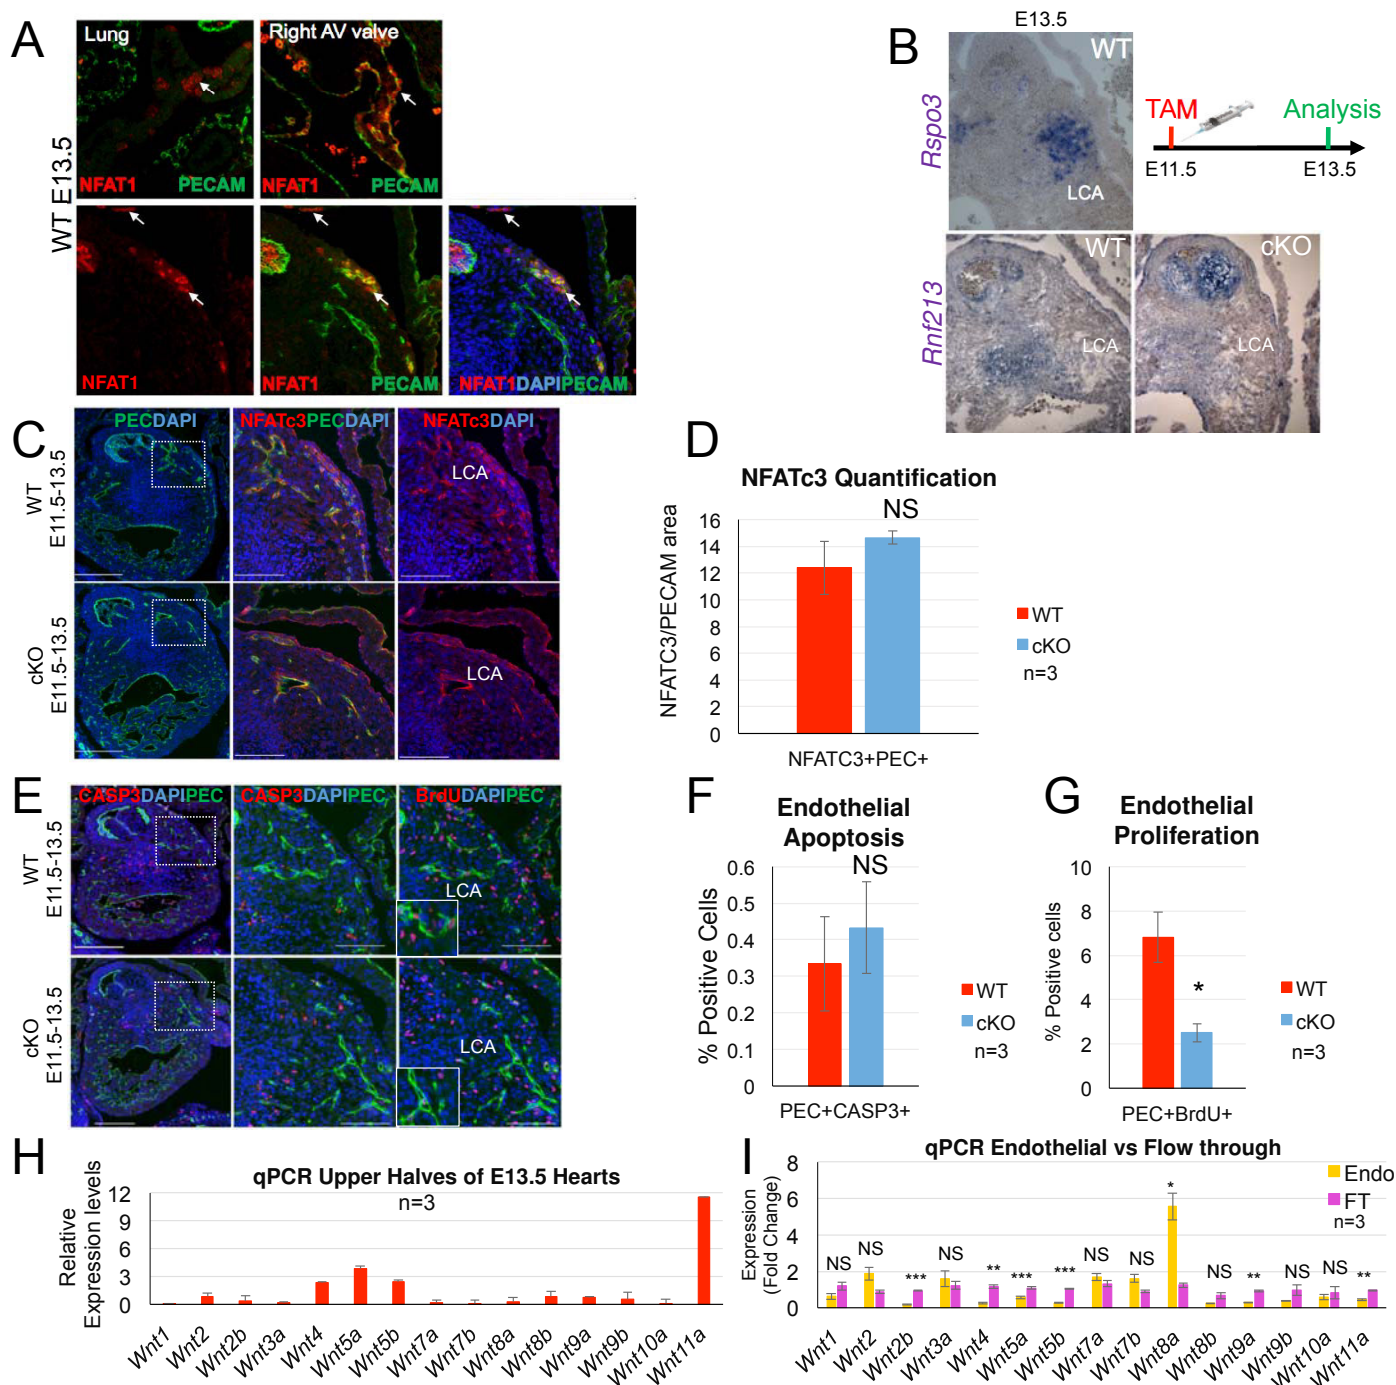 A
Lung
Right AV valve
NFAT1
PECAM
NFAT1
PECAM
WT E13.5
NFAT1
NFAT1
PECAM
NFAT1DAPIPECAM
B
E13.5
WT
Rspo3
LCA
TAM
Analysis
E11.5
E13.5
WT
cKO
Rnf213
LCA
LCA
C
PECDAPI
NFATc3PECDAPI
NFATc3DAPI
WT
E11.5-13.5
LCA
cKO
E11.5-13.5
LCA
D
NFATc3 Quantification
NS
NFATC3/PECAM area
16
14
12
10
8
6
4
2
0
NFATC3+PEC+
WT
cKO
n=3
E
CASP3DAPIPEC
CASP3DAPIPEC
BrdUDAPIPEC
WT
E11.5-13.5
LCA
cKO
E11.5-13.5
LCA
F
Endothelial
Apoptosis
NS
% Positive Cells
0.6
0.5
0.4
0.3
0.2
0.1
0
PEC+CASP3+
WT
cKO
n=3
G
Endothelial
Proliferation
% Positive cells
10
8
6
4
2
0
*
PEC+BrdU+
WT
cKO
n=3
H
qPCR Upper Halves of E13.5 Hearts
n=3
Relative
Expression levels
12
9
6
3
0
Wnt1
Wnt2
Wnt2b
Wnt3a
Wnt4
Wnt5a
Wnt5b
Wnt7a
Wnt7b
Wnt8a
Wnt8b
Wnt9a
Wnt9b
Wnt10a
Wnt11a
I
qPCR Endothelial vs Flow through
Expression
(Fold Change)
8
6
4
2
0
Endo
FT
n=3
NS
NS
***
NS
**
***
***
NS
NS
*
NS
**
NS
NS
**
Wnt1
Wnt2
Wnt2b
Wnt3a
Wnt4
Wnt5a
Wnt5b
Wnt7a
Wnt7b
Wnt8a
Wnt8b
Wnt9a
Wnt9b
Wnt10a
Wnt11a